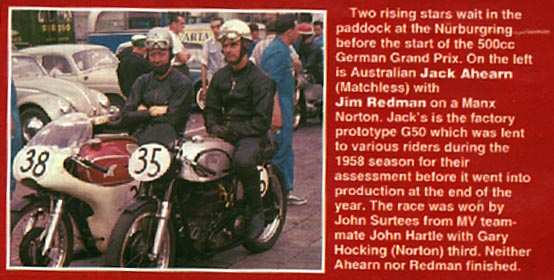 SPARTA
38
35
Two rising stars wait in the
paddock at the Nürburgring
before the start of the 500cc
German Grand Prix. On the left
is Australian Jack Ahearn
(Matchless) with
Jim Redman on a Manx
Norton. Jack's is the factory
prototype G50 which was lent
to various riders during the
1958 season for their
assessment before it went into
production at the end of the
year. The race was won by
John Surtees from MV team-
mate John Hartle with Gary
Hocking (Norton) third. Neither
Ahearn nor Redman finished.